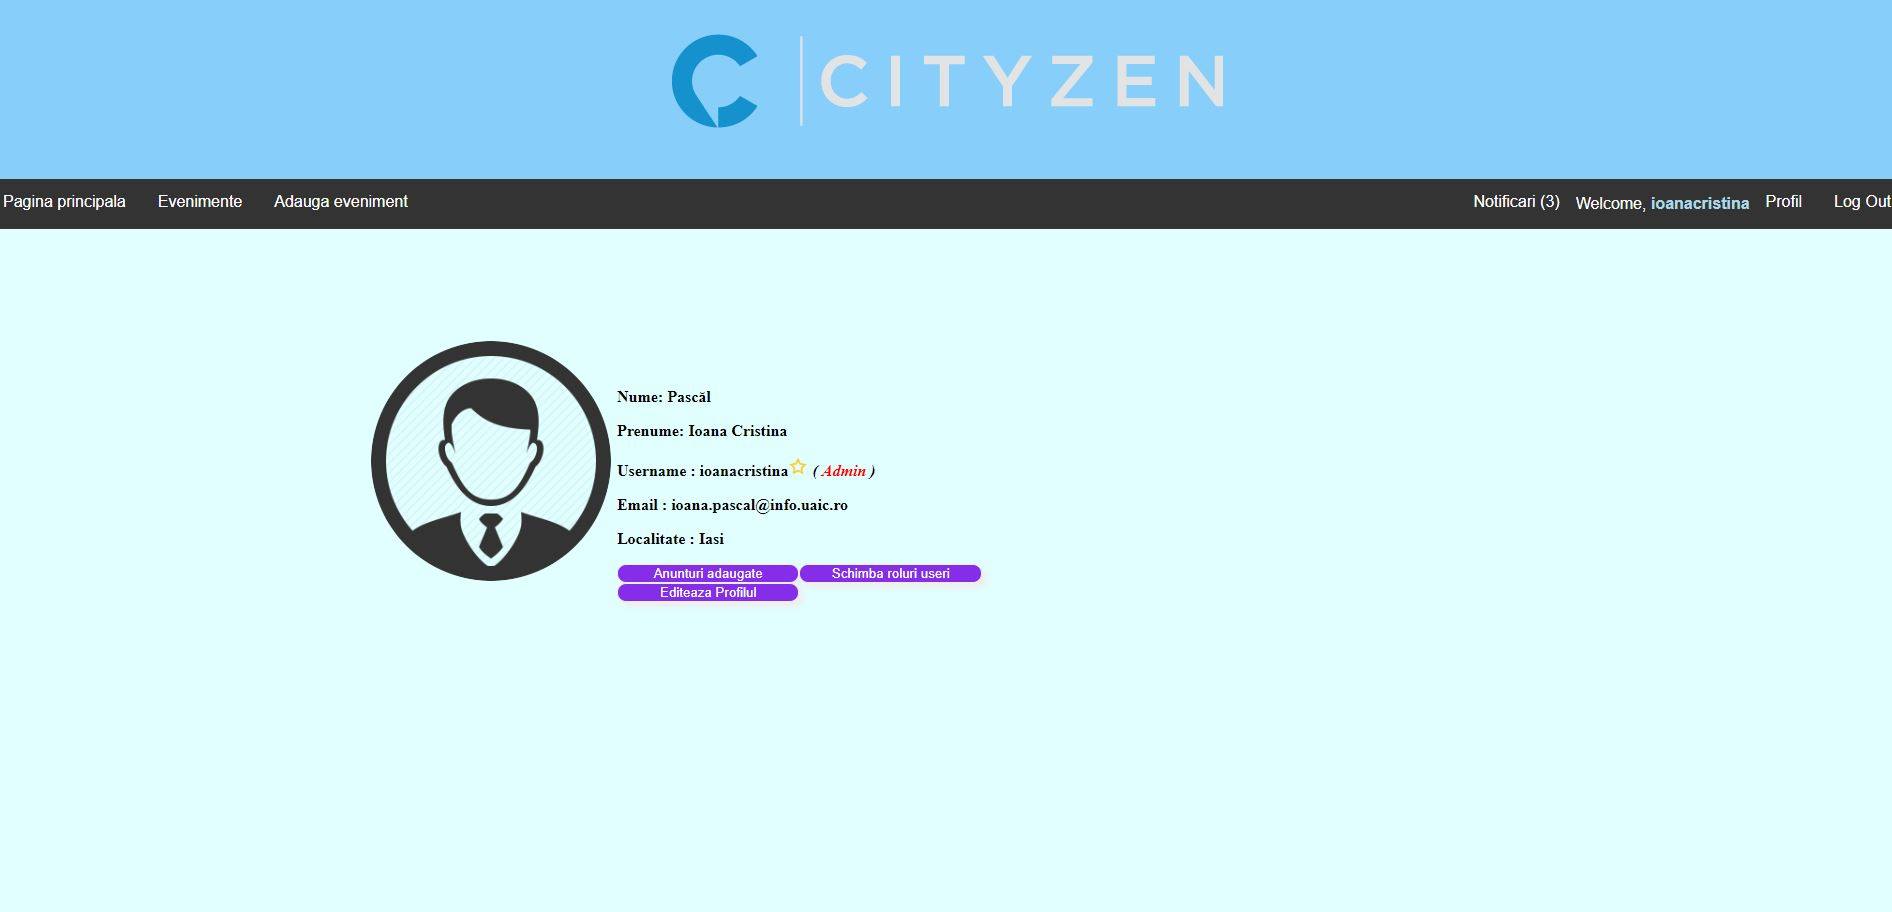 CITYZEN
Pagina principala Evenimente Adauga eveniment Notificari (3) Welcome, ioanacristina Profil Log Out
Nume: Pascăl
Prenume: Ioana Cristina
Username : ioanacristina ( Admin )
Email : ioana.pascal@info.uaic.ro
Localitate : Iasi
Anunturi adaugate Schimba roluri useri
Editeaza Profilul